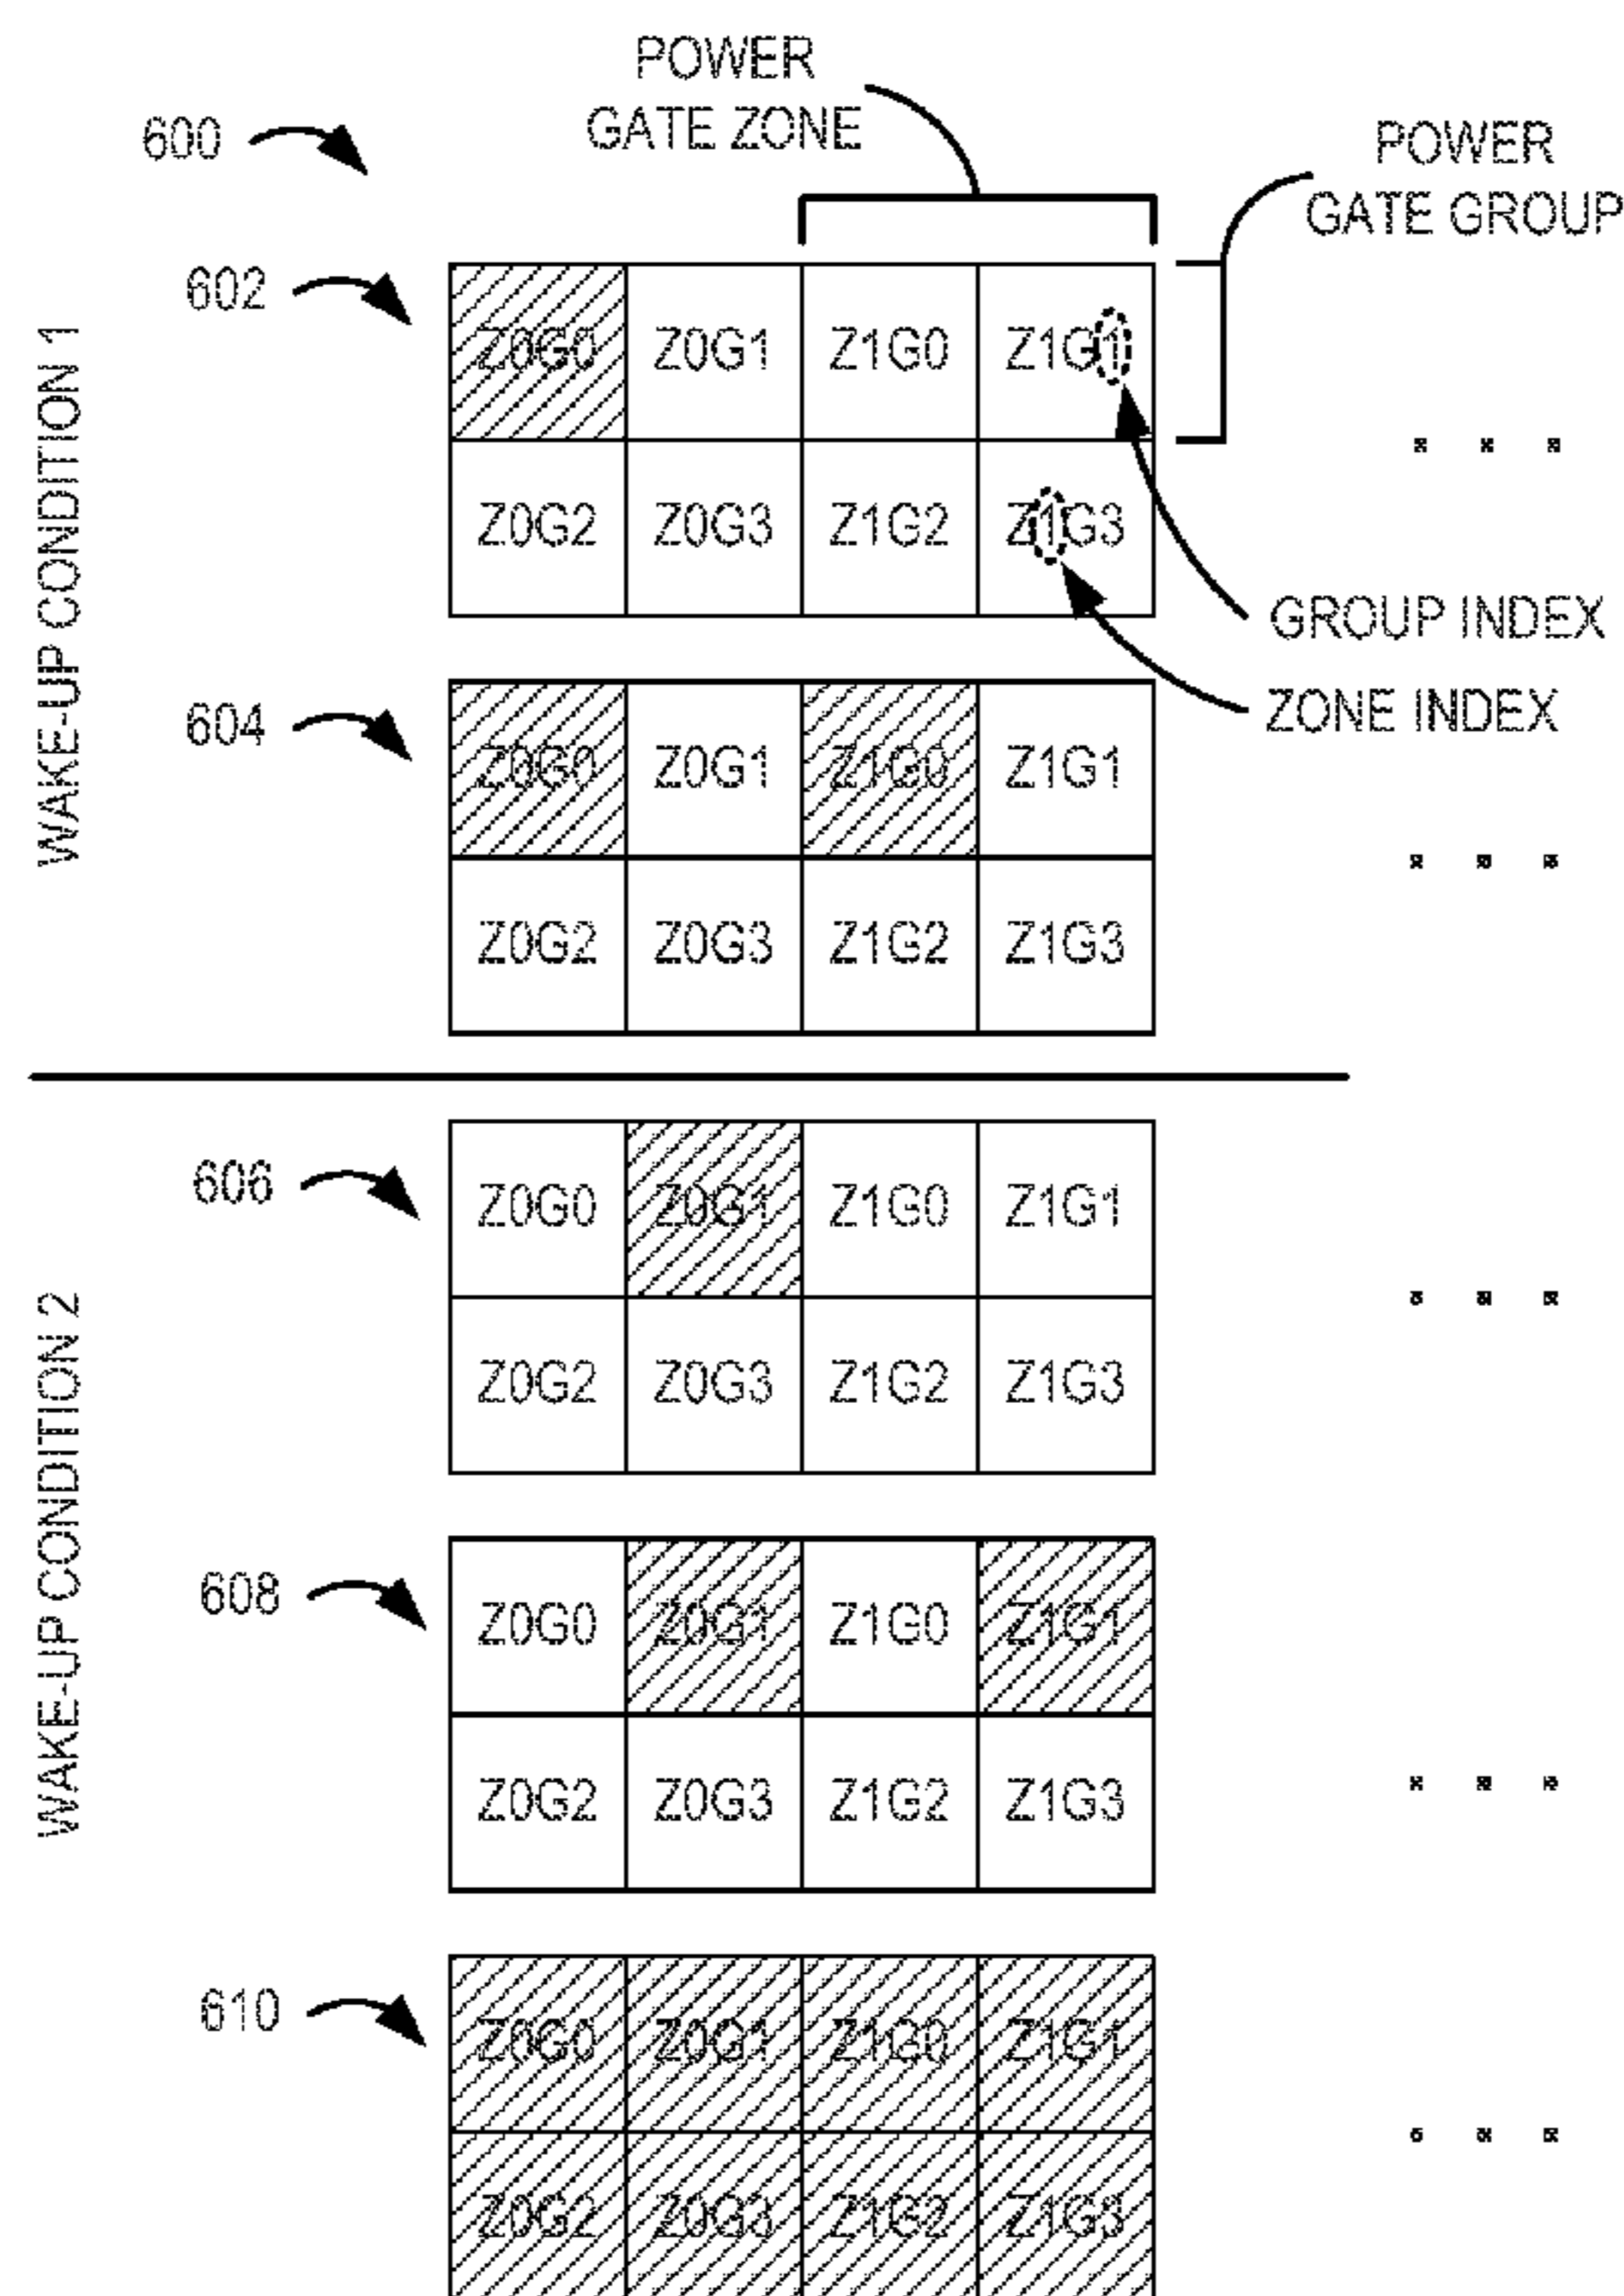 POWER
GATE ZONE
600
POWER
GATE GROUP
602
Z0G0 Z0G1 Z1G0 Z1G1
Z0G2 Z0G3 Z1G2 Z1G3
GROUP INDEX
ZONE INDEX
WAKE-UP CONDITION 1
604
Z0G0 Z0G1 Z1G0 Z1G1
Z0G2 Z0G3 Z1G2 Z1G3
606
Z0G0 Z0G1 Z1G0 Z1G1
Z0G2 Z0G3 Z1G2 Z1G3
WAKE-UP CONDITION 2
608
Z0G0 Z0G1 Z1G0 Z1G1
Z0G2 Z0G3 Z1G2 Z1G3
610
Z0G0 Z0G1 Z1G0 Z1G1
Z0G2 Z0G3 Z1G2 Z1G3